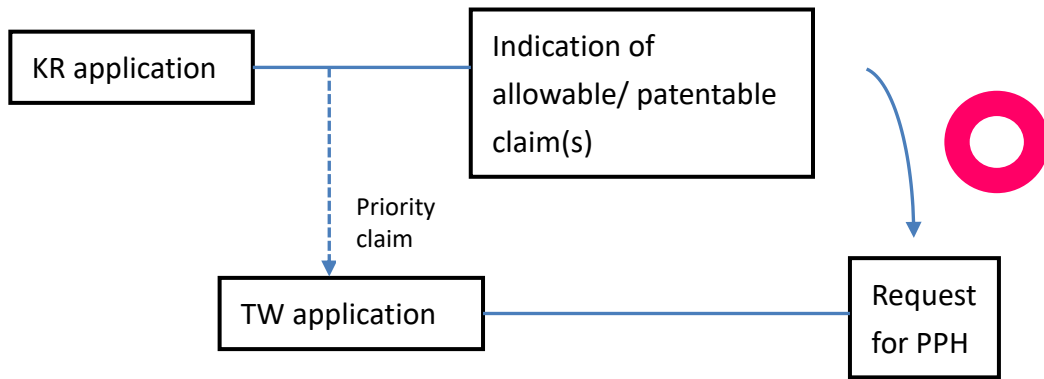 KR application
Indication of
allowable/ patentable
claim(s)
Priority
claim
TW application
Request
for PPH